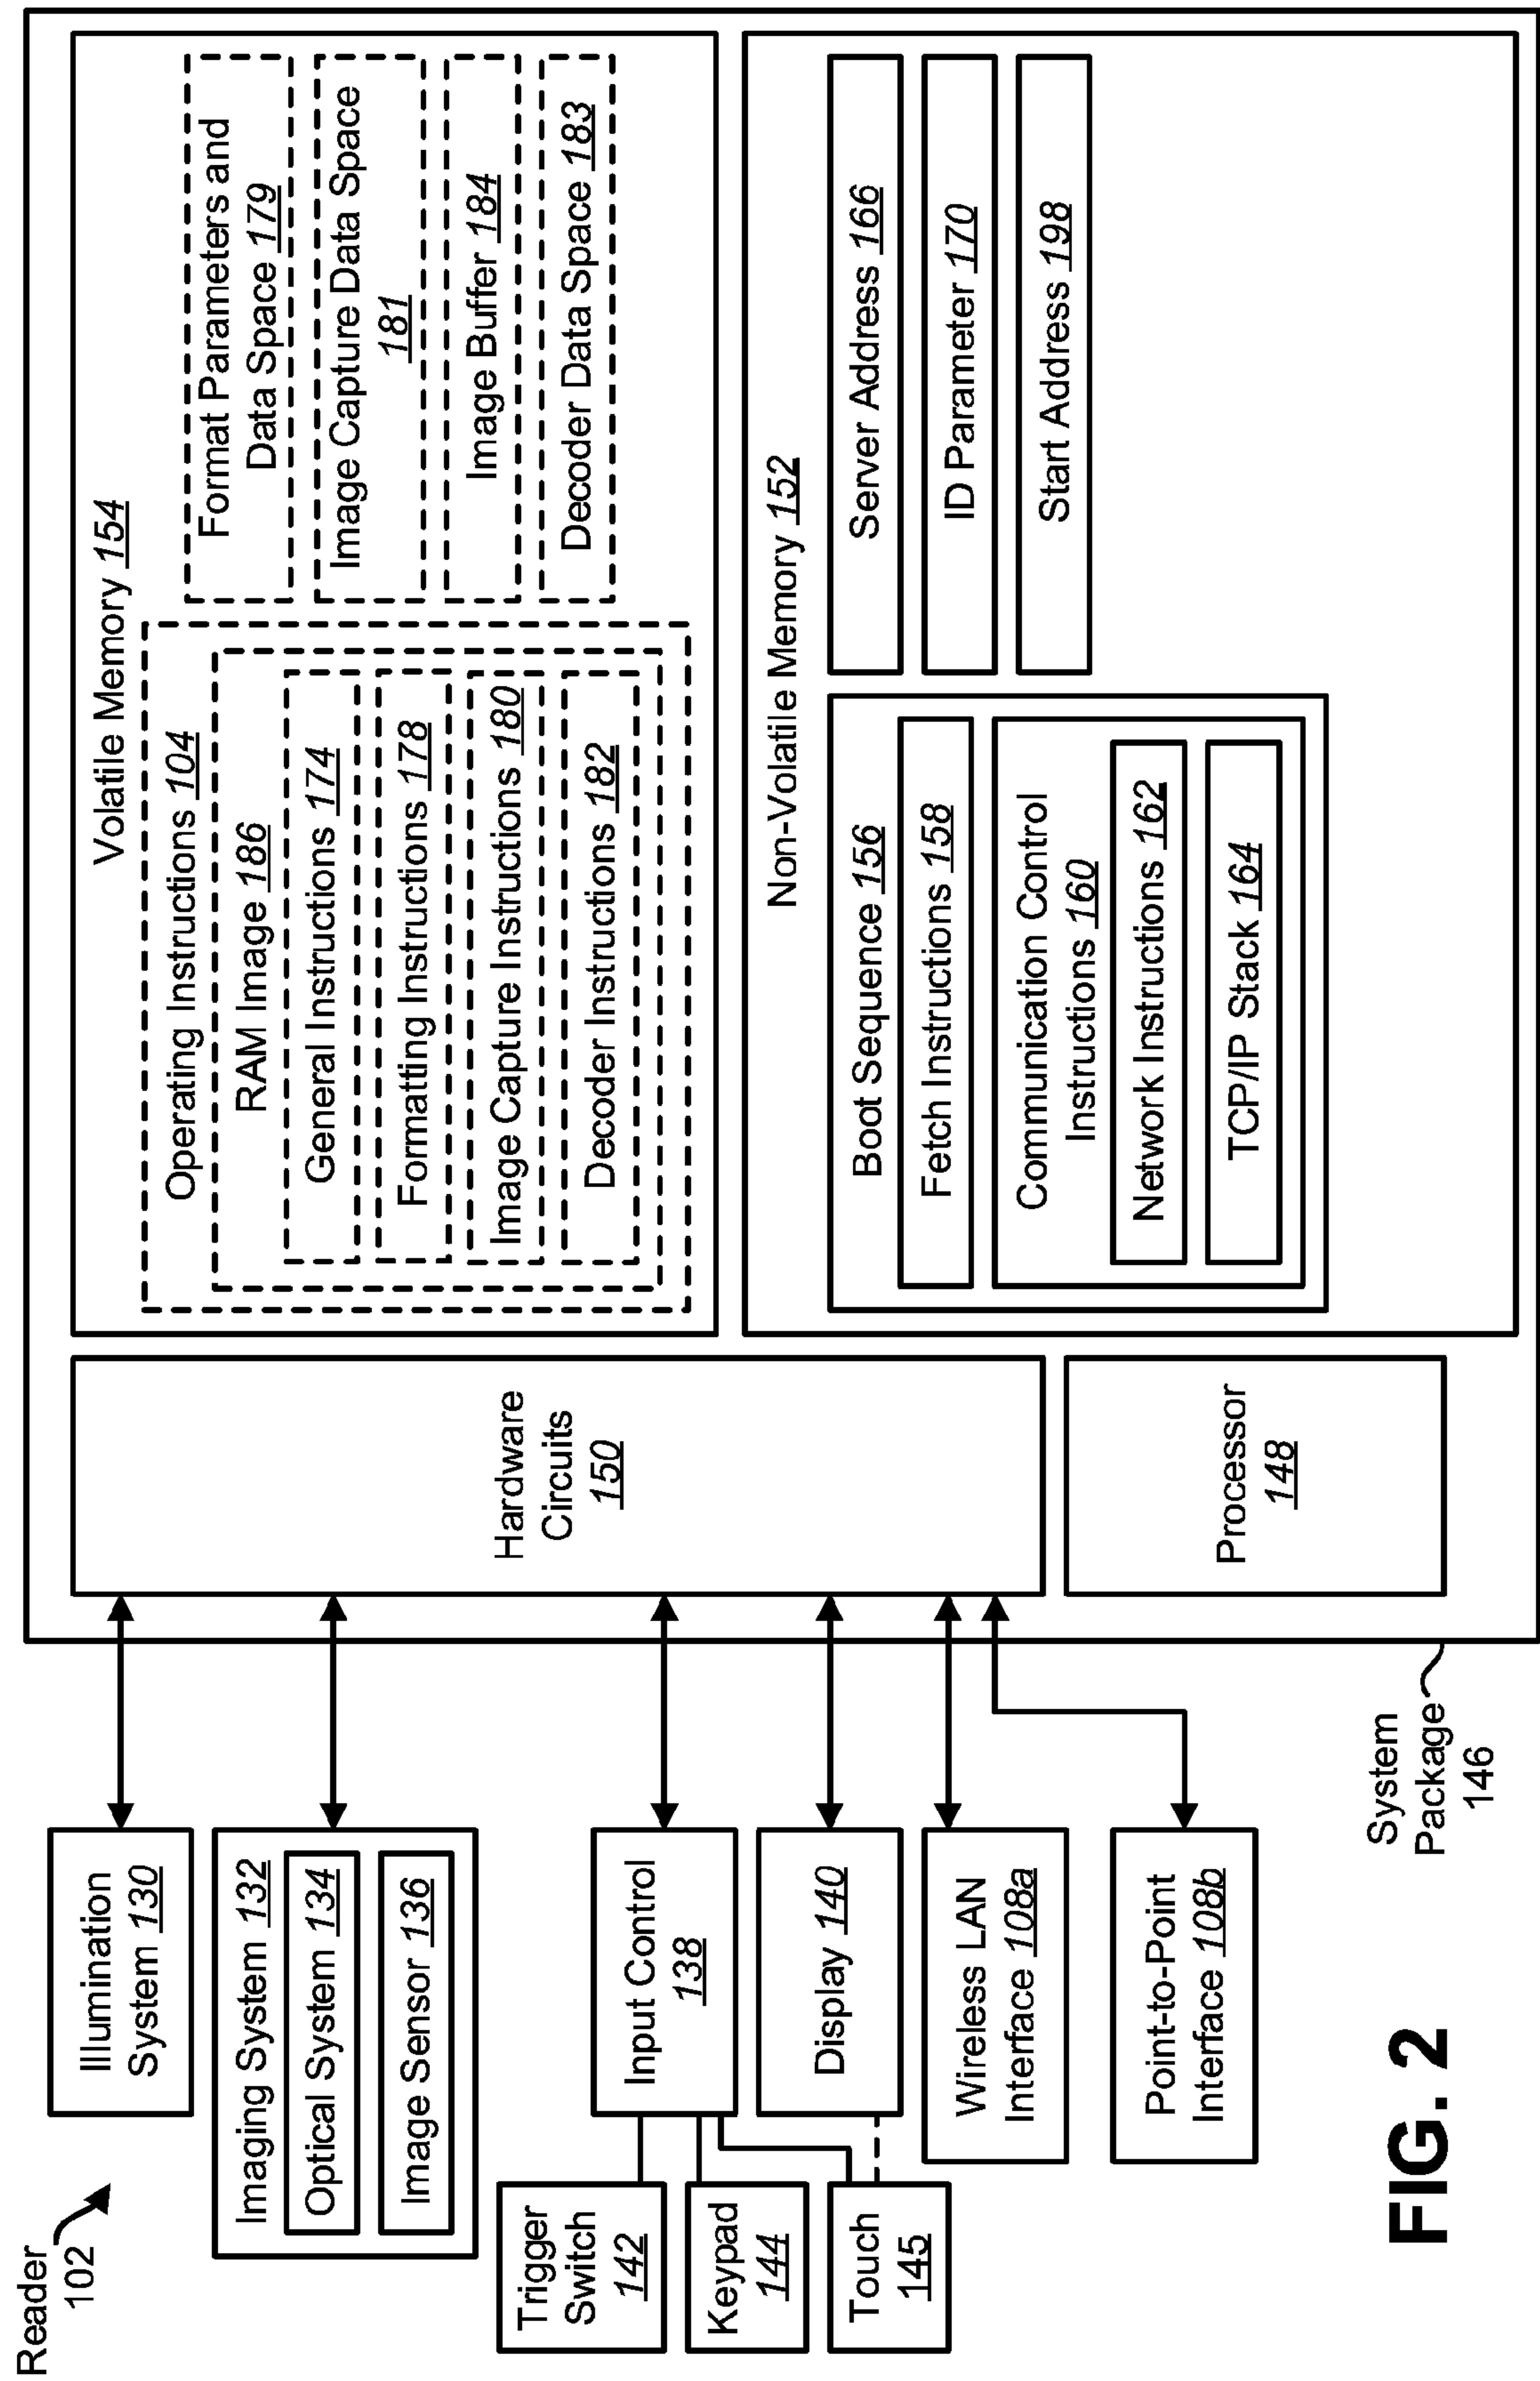 Reader
102
Illumination
System 130
Imaging System 132
Optical System 134
Image Sensor 136
Trigger
Switch
142
Keypad
144
Touch
145
Input Control
138
Display 140
Wireless LAN
Interface 108a
Point-to-Point
Interface 108b
System
Package
146
Hardware
Circuits
150
Processor
148
Volatile Memory 154
Operating Instructions 104
RAM Image 186
General Instructions 174
Formatting Instructions 178
Image Capture Instructions 180
Decoder Instructions 182
Format Parameters and
Data Space 179
Image Capture Data Space
181
Image Buffer 184
Decoder Data Space 183
Non-Volatile Memory 152
Boot Sequence 156
Fetch Instructions 158
Communication Control
Instructions 160
Network Instructions 162
TCP/IP Stack 164
Server Address 166
ID Parameter 170
Start Address 198
FIG. 2